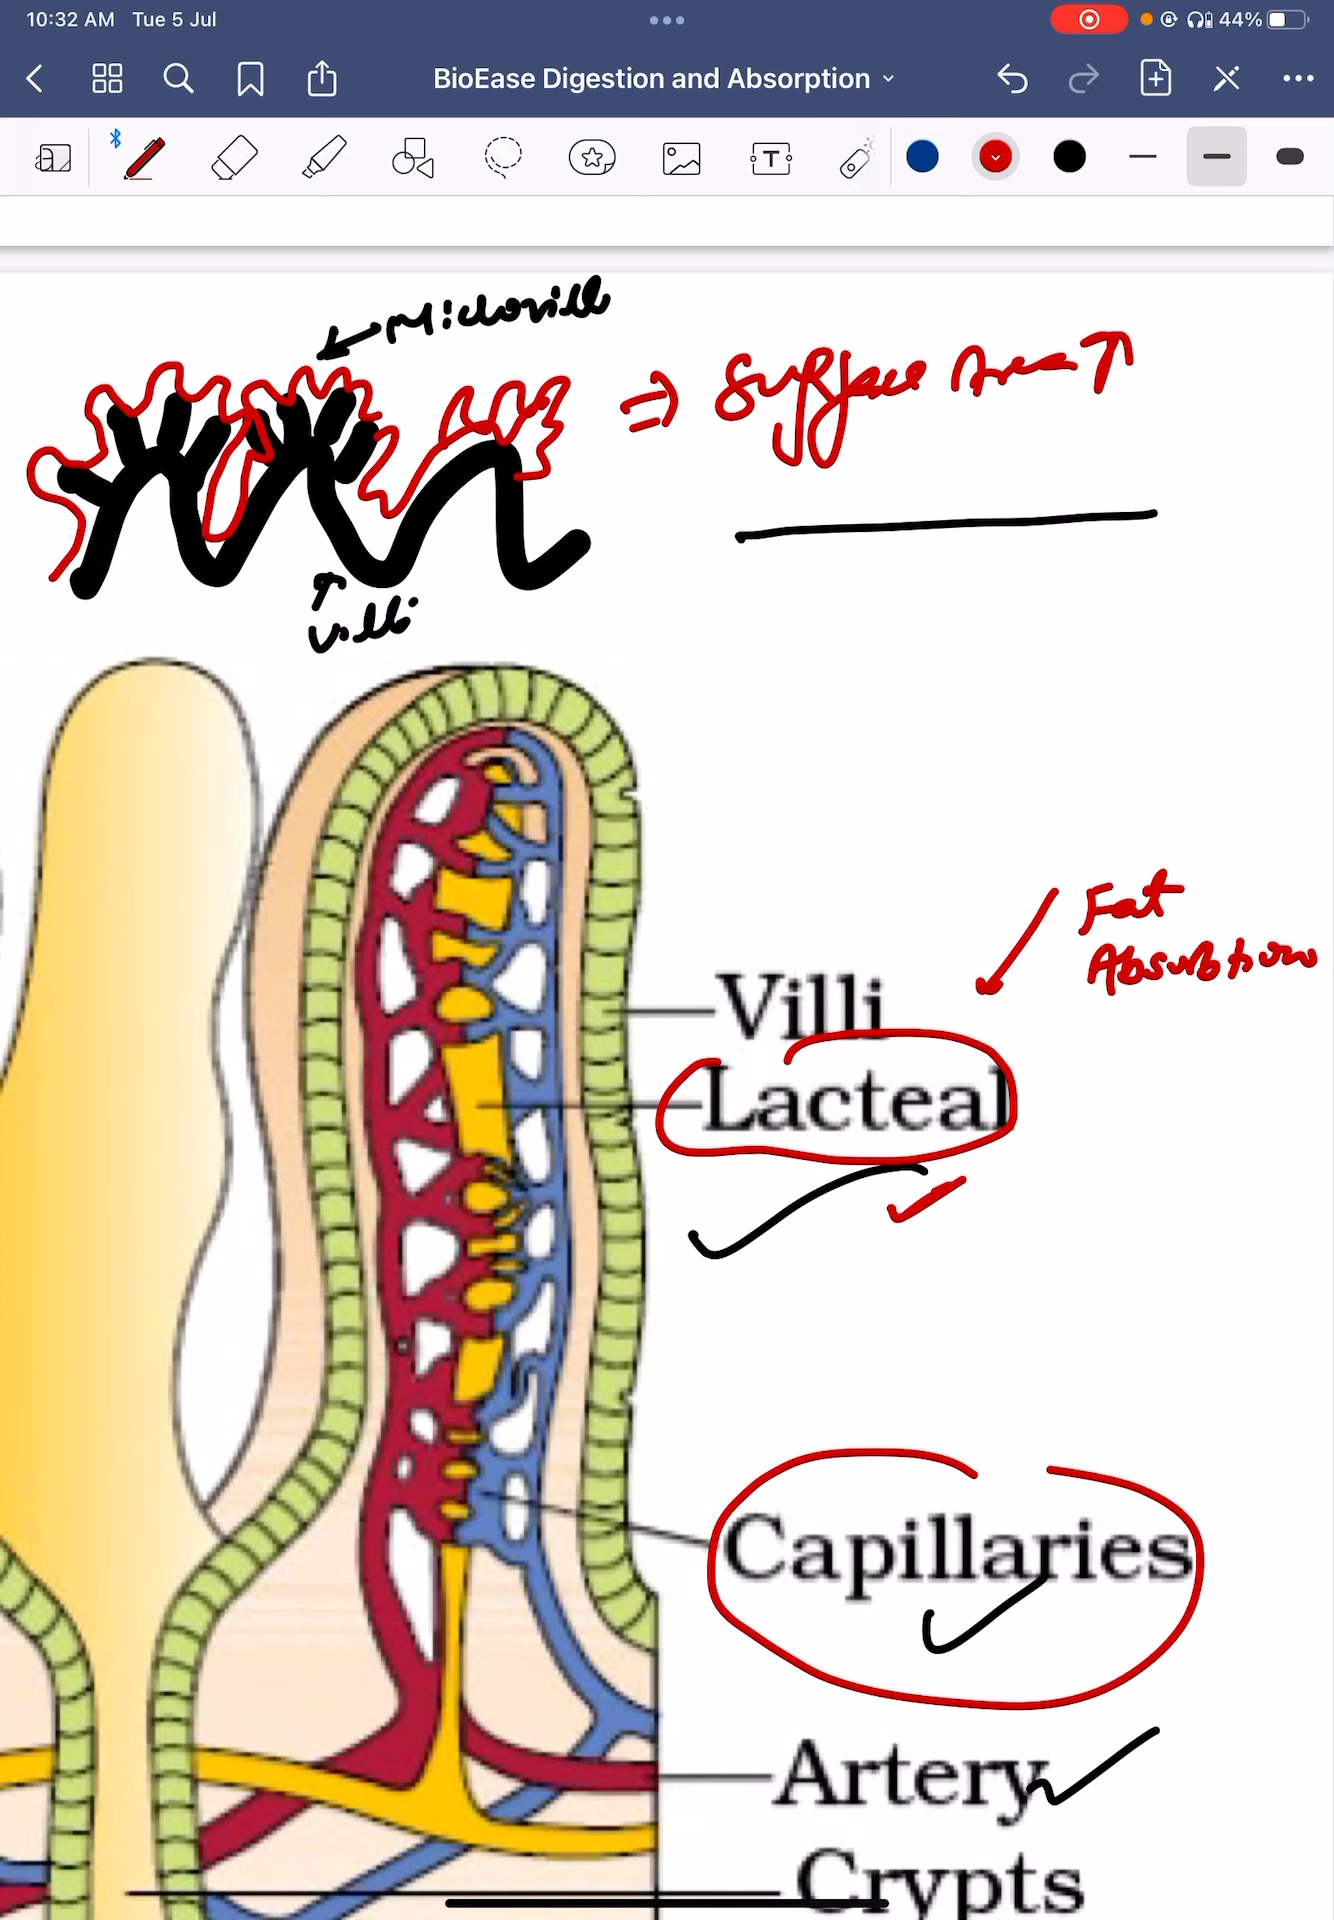 10:32 AM Tue 5 Jul
44%
BioEase Digestion and Absorption
T
Microvilli
⇒ Surface Area ↑
Villi
Fat
Absorption
Villi
Lacteal
Capillaries
Artery
Crypts